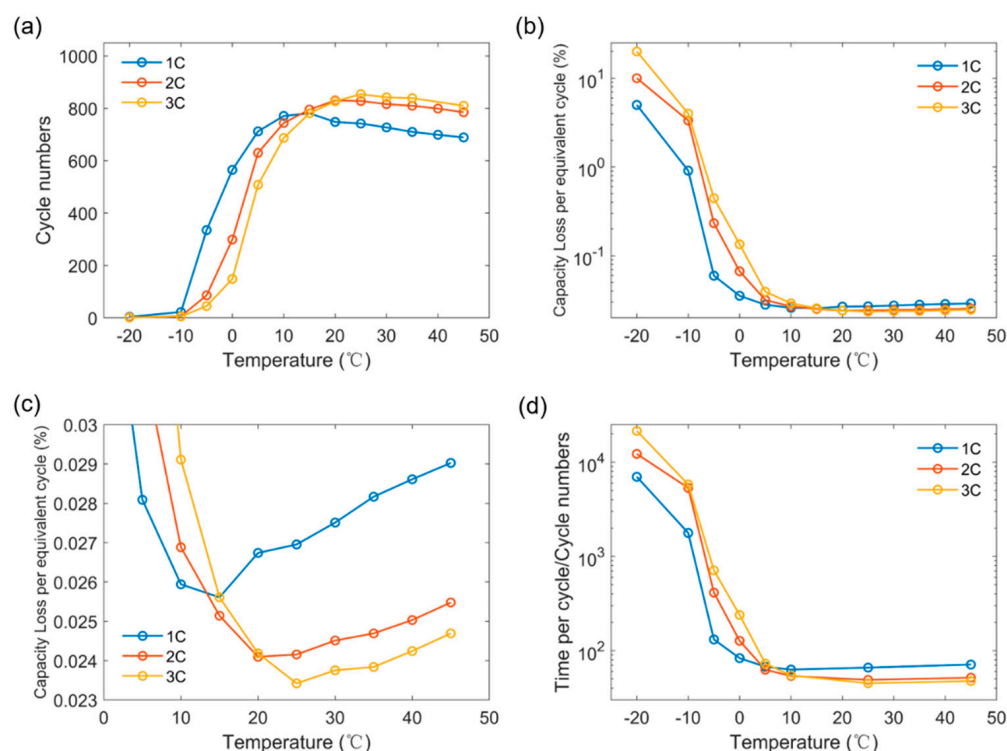 (a)
Cycle numbers
1000
800
600
400
200
0
1C
2C
3C
-20 -10 0 10 20 30 40 50
Temperature (℃)
(b)
Capacity Loss per equivalent cycle (%)
10¹
10⁰
10⁻¹
1C
2C
3C
-20 -10 0 10 20 30 40 50
Temperature (℃)
(c)
Capacity Loss per equivalent cycle (%)
0.03
0.029
0.028
0.027
0.026
0.025
0.024
0.023
1C
2C
3C
0 10 20 30 40 50
Temperature (℃)
(d)
Time per cycle/Cycle numbers
10⁴
10³
10²
1C
2C
3C
-20 -10 0 10 20 30 40 50
Temperature (℃)